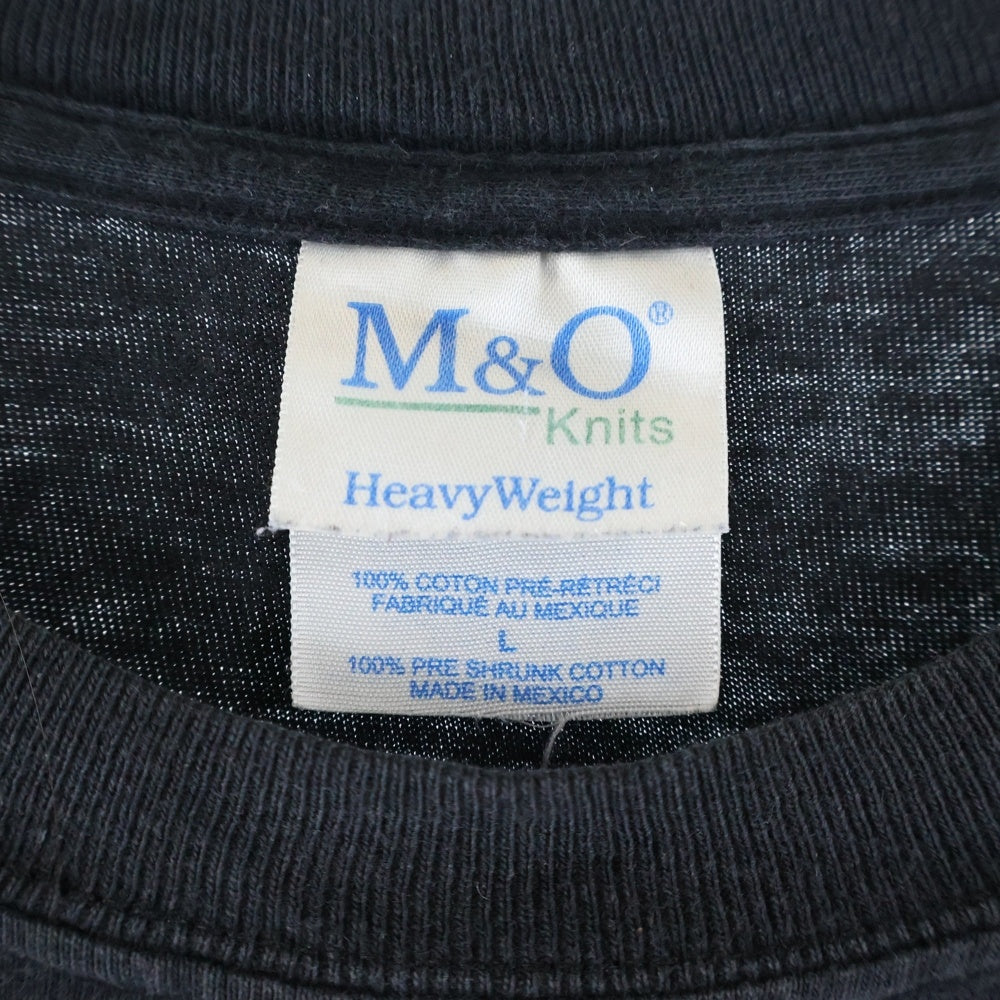 M&O®
Knits
HeavyWeight
100% COTON PRÉ-RÉTRÉCI
FABRIQUÉ AU MEXIQUE
L
100% PRE SHRUNK COTTON
MADE IN MEXICO